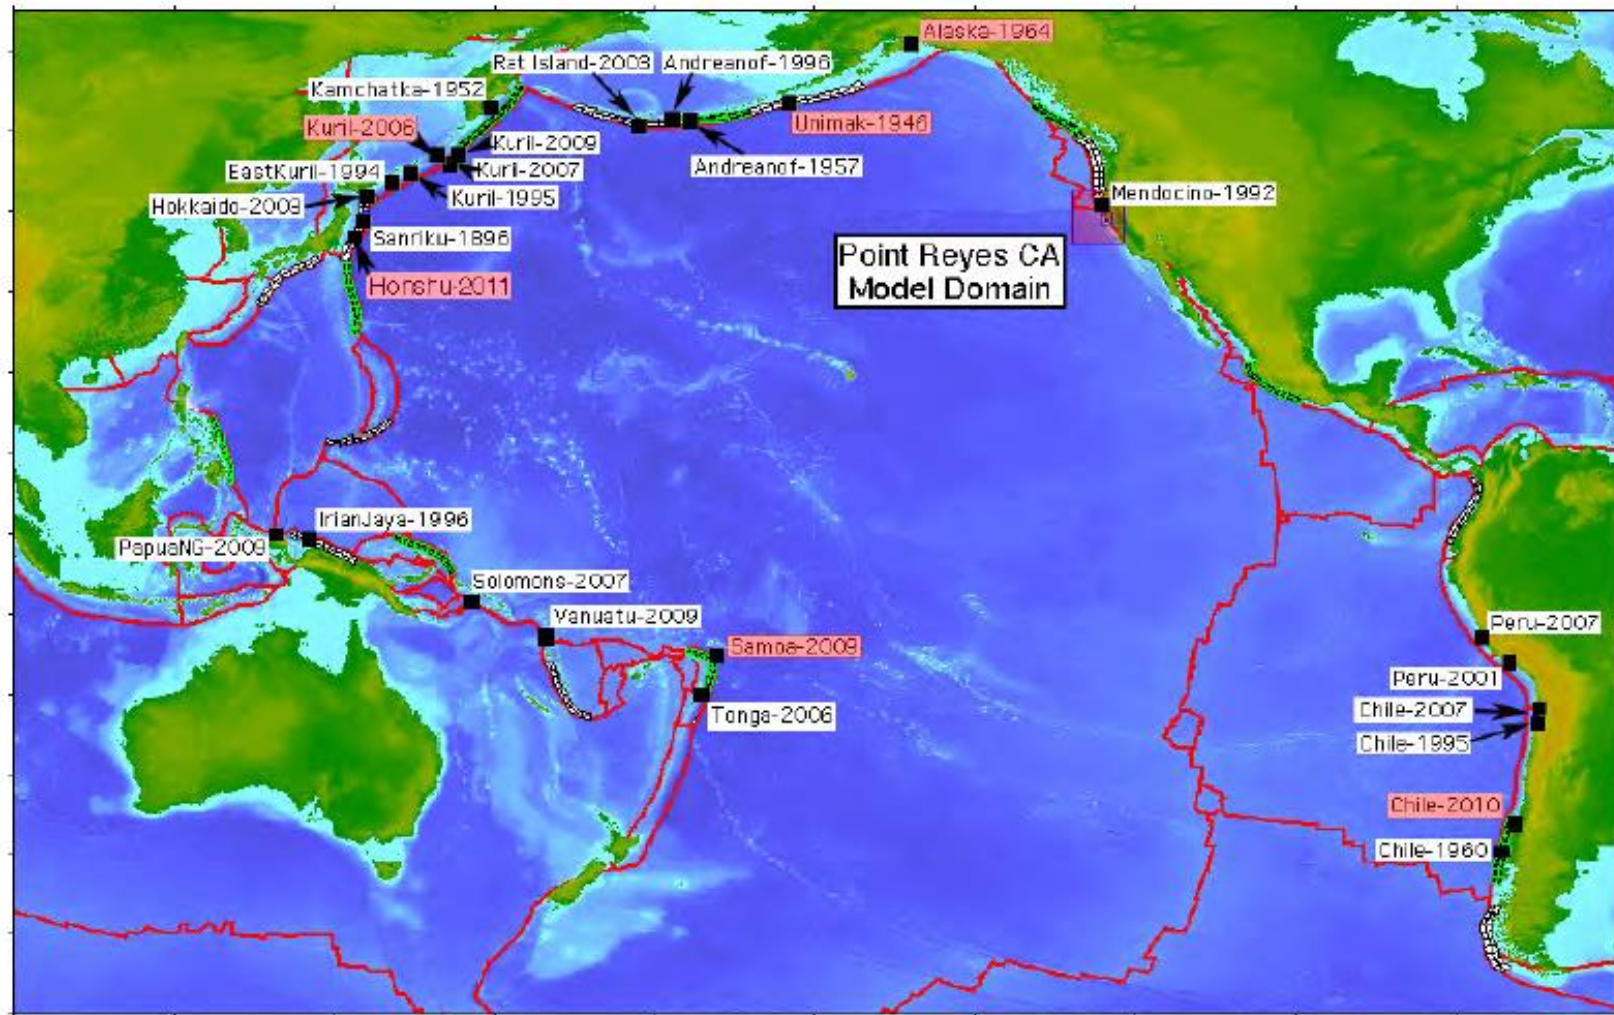 Alaska-1964
Rat Island-2003
Andreanof-1996
Kamchatka-1952
Kuril-2006
Unimak-1946
Kuril-2009
Andreanof-1957
EastKuril-1994
Kuril-2007
Kuril-1995
Hokkaido-2003
Mendocino-1992
Sanriku-1896
Point Reyes CA
Model Domain
Honshu-2011
IrianJaya-1996
PapuaNG-2009
Solomons-2007
Vanuatu-2009
Peru-2007
Samoa-2009
Peru-2001
Tonga-2006
Chile-2007
Chile-1995
Chile-2010
Chile-1960